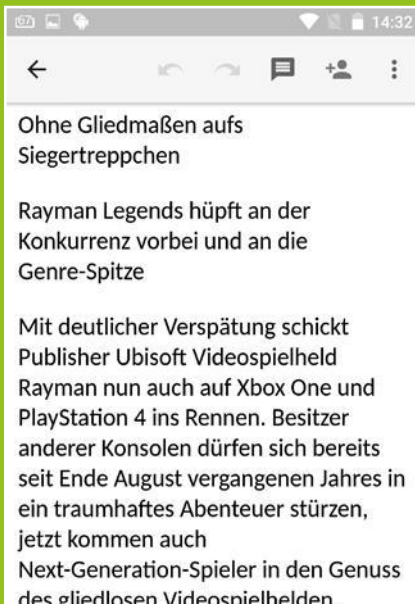 67
14:32
Ohne Gliedmaßen aufs
Siegertreppchen
Rayman Legends hüpft an der
Konkurrenz vorbei und an die
Genre-Spitze
Mit deutlicher Verspätung schickt
Publisher Ubisoft Videospielheld
Rayman nun auch auf Xbox One und
PlayStation 4 ins Rennen. Besitzer
anderer Konsolen dürfen sich bereits
seit Ende August vergangenen Jahres in
ein traumhaftes Abenteuer stürzen,
jetzt kommen auch
Next-Generation-Spieler in den Genuss
des gliedlosen Videospielhelden